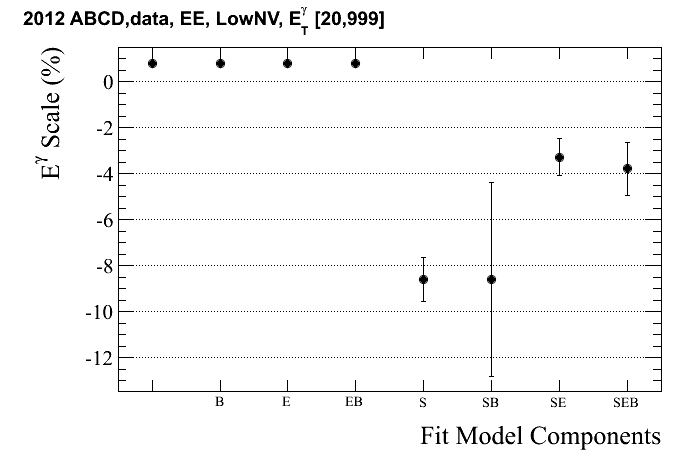 2012 ABCD,data, EE, LowNV, E_T^γ [20,999]
E^γ Scale (%)
0
-2
-4
-6
-8
-10
-12
B E EB S SB SE SEB
Fit Model Components